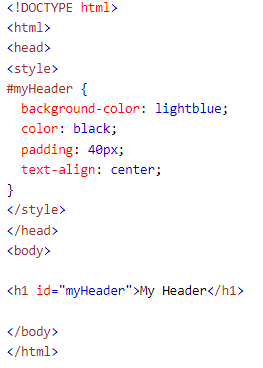 <!DOCTYPE html>
<html>
<head>
<style>
#myHeader {
  background-color: lightblue;
  color: black;
  padding: 40px;
  text-align: center;
}
</style>
</head>
<body>

<h1 id="myHeader">My Header</h1>

</body>
</html>